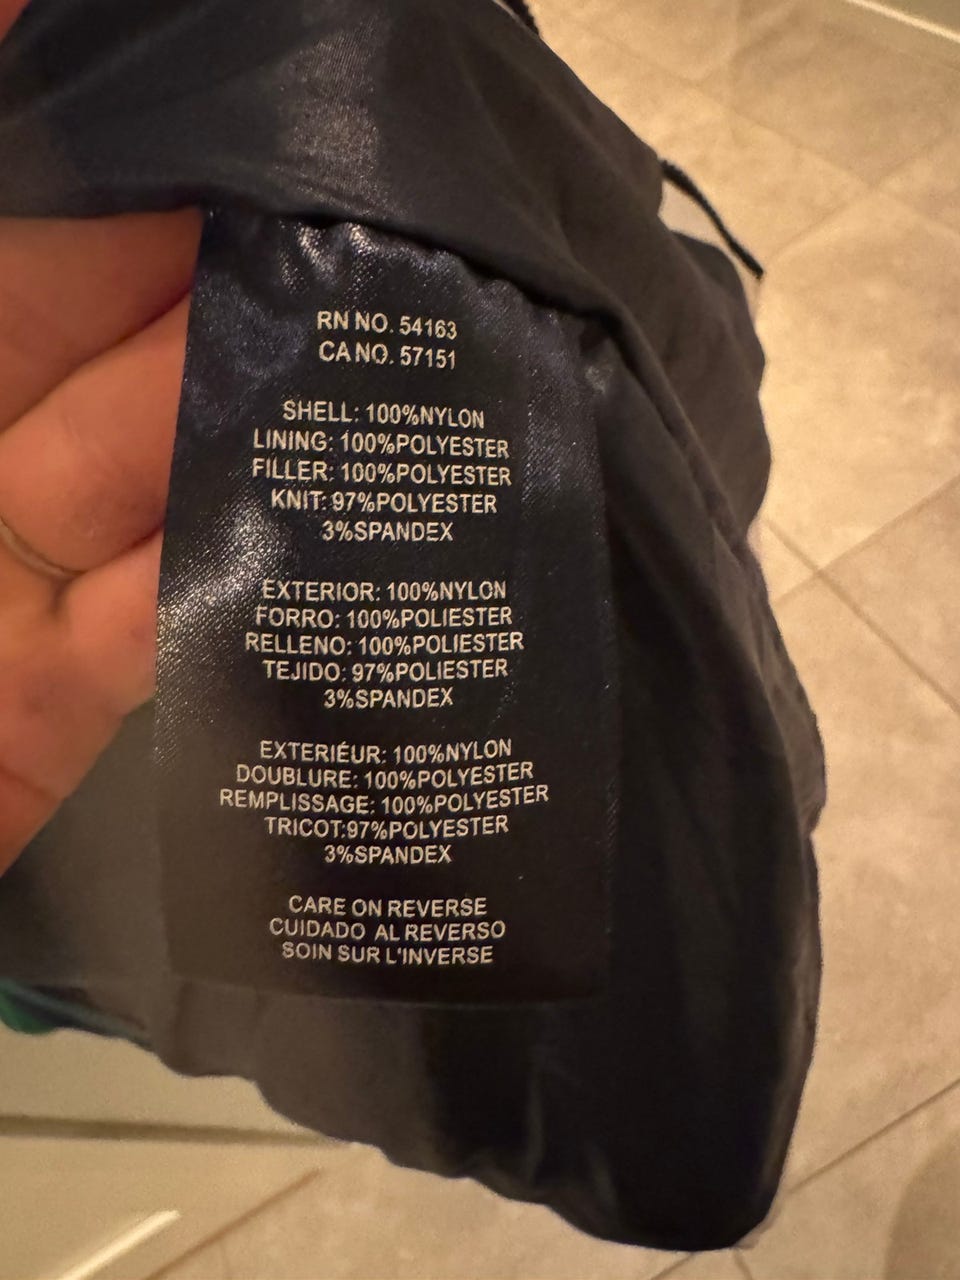 RN NO. 54163
CA NO. 57151
SHELL: 100%NYLON
LINING: 100%POLYESTER
FILLER: 100%POLYESTER
KNIT: 97%POLYESTER
3%SPANDEX
EXTERIOR: 100%NYLON
FORRO: 100%POLIESTER
RELLENO: 100%POLIESTER
TEJIDO: 97%POLIESTER
3%SPANDEX
EXTERIÉUR: 100%NYLON
DOUBLURE: 100%POLYESTER
REMPLISSAGE: 100%POLYESTER
TRICOT:97%POLYESTER
3%SPANDEX
CARE ON REVERSE
CUIDADO AL REVERSO
SOIN SUR L'INVERSE